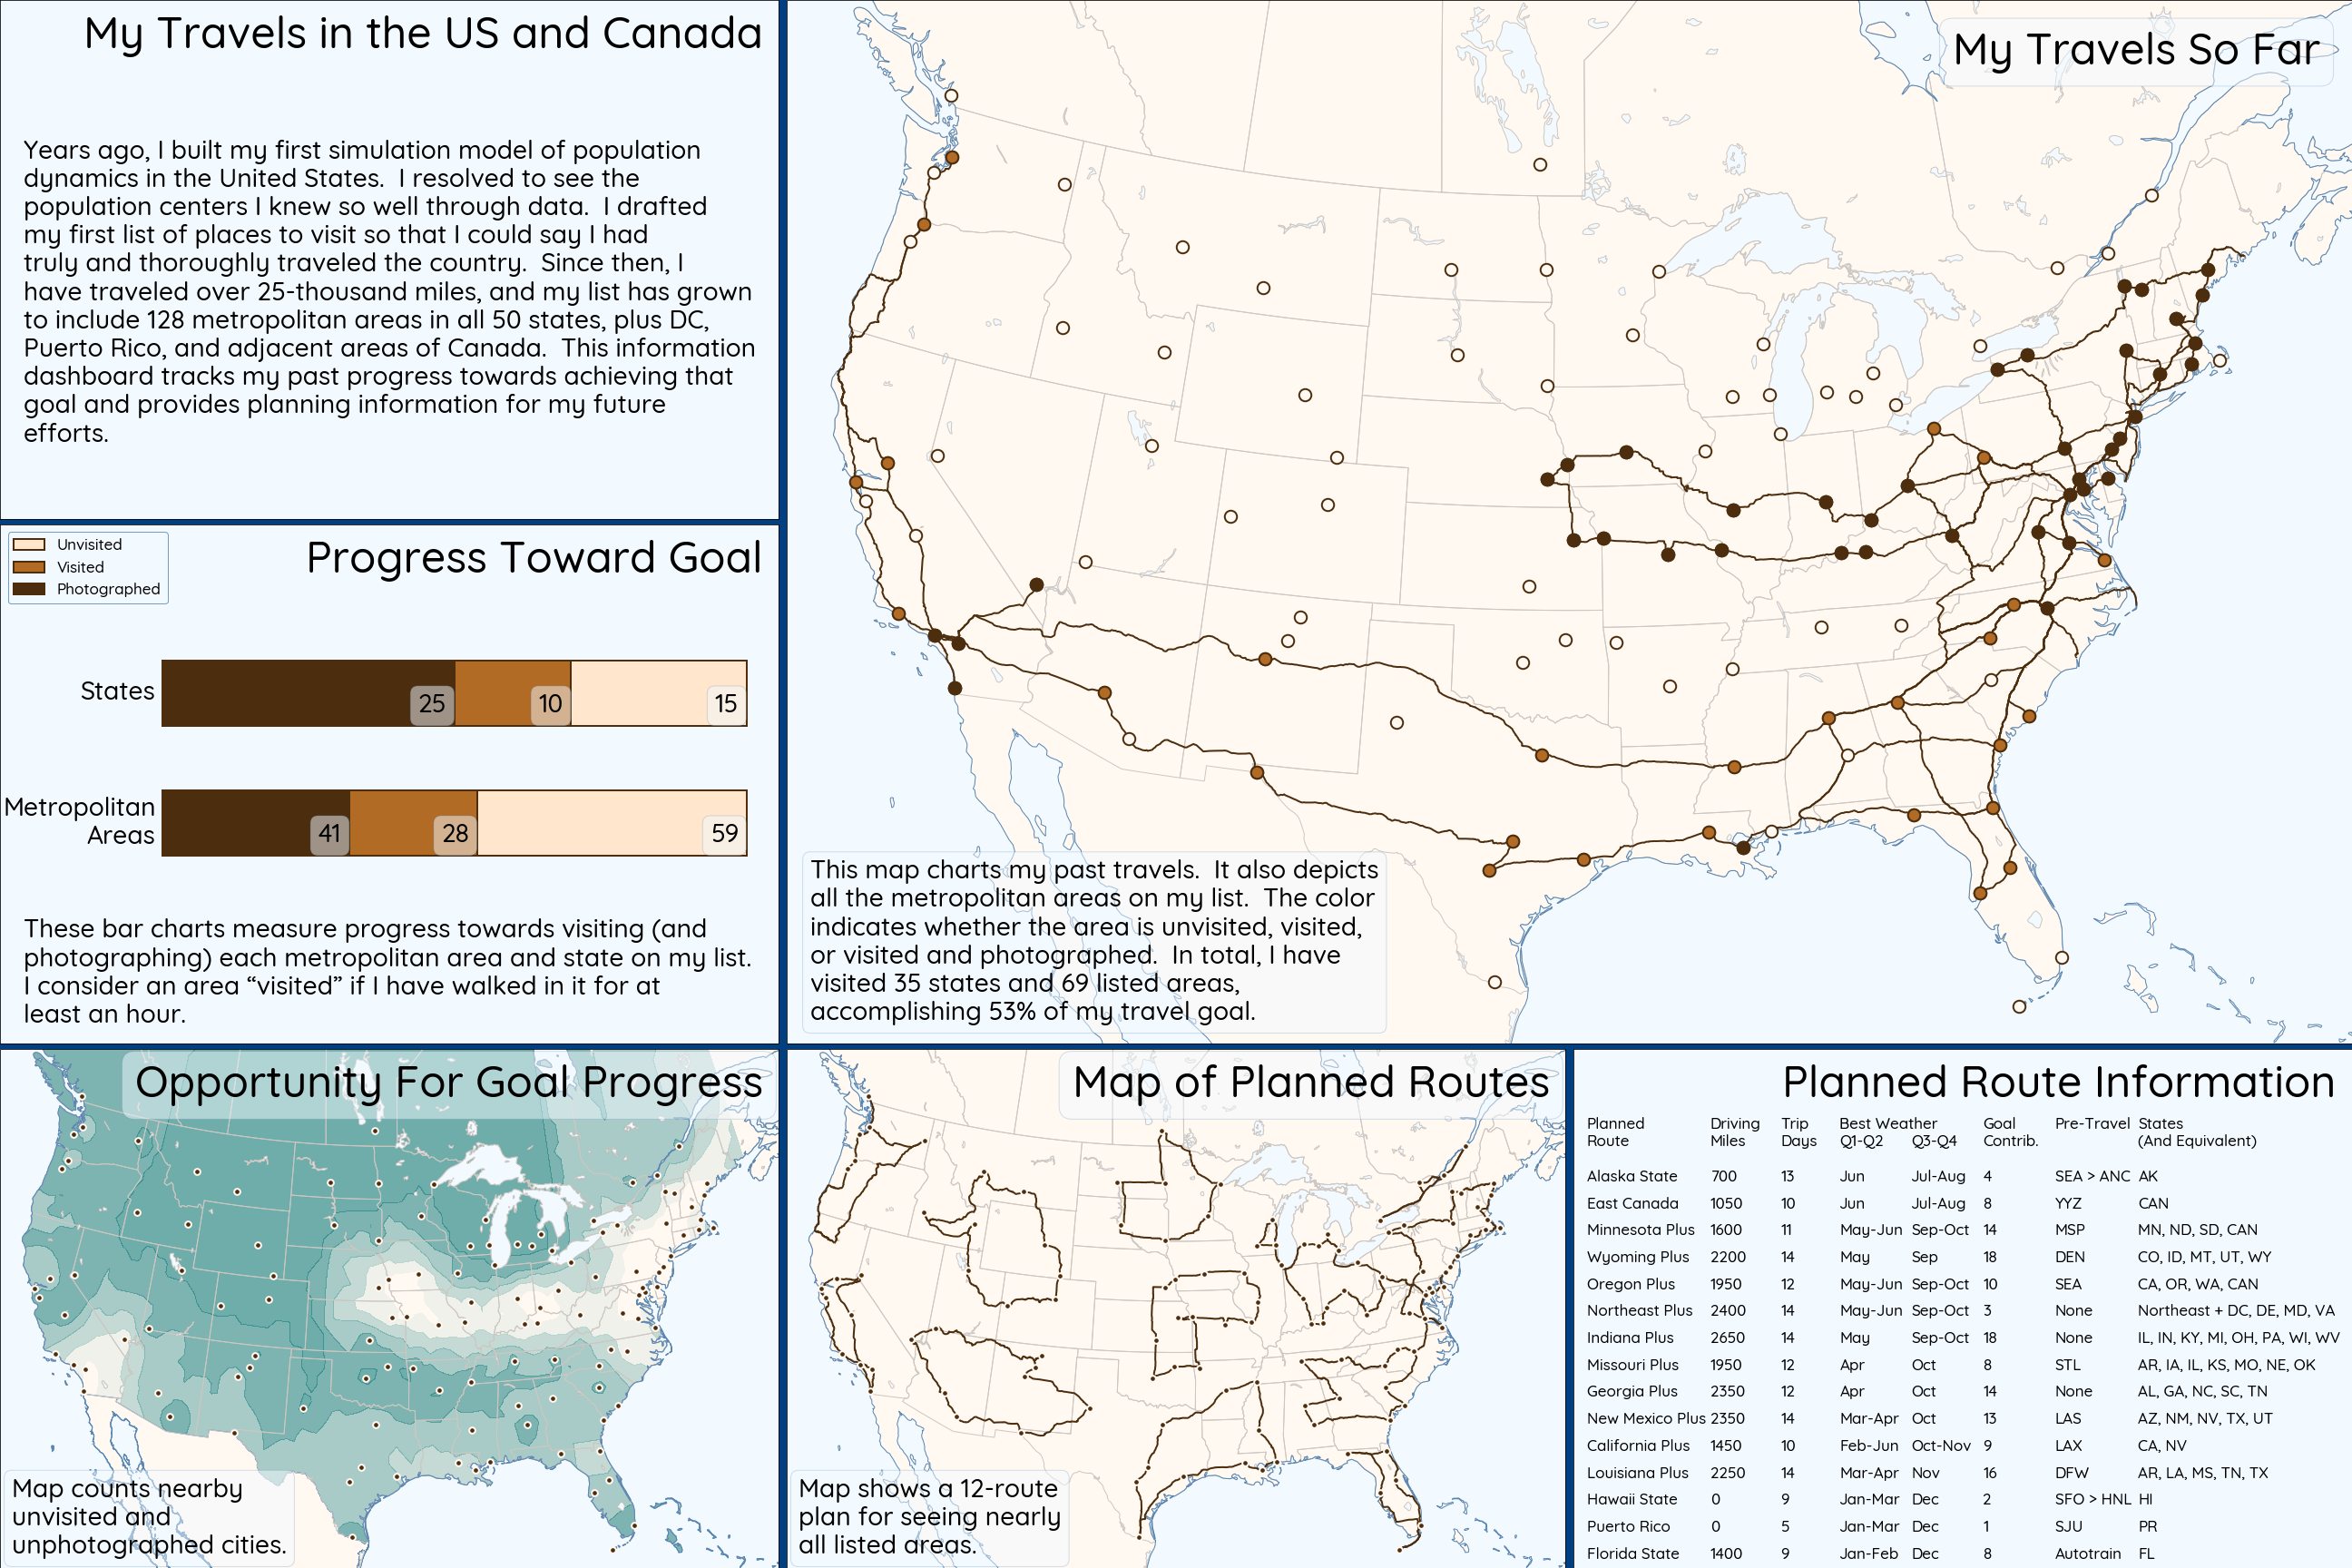 My Travels in the US and Canada
Years ago, I built my first simulation model of population
dynamics in the United States.  I resolved to see the
population centers I knew so well through data.  I drafted
my first list of places to visit so that I could say I had
truly and thoroughly traveled the country.  Since then, I
have traveled over 25-thousand miles, and my list has grown
to include 128 metropolitan areas in all 50 states, plus DC,
Puerto Rico, and adjacent areas of Canada.  This information
dashboard tracks my past progress towards achieving that
goal and provides planning information for my future
efforts.
Progress Toward Goal
Unvisited
Visited
Photographed
States
25
10
15
Metropolitan
Areas
41
28
59
These bar charts measure progress towards visiting (and
photographing) each metropolitan area and state on my list.
I consider an area “visited” if I have walked in it for at
least an hour.
My Travels So Far
This map charts my past travels.  It also depicts
all the metropolitan areas on my list.  The color
indicates whether the area is unvisited, visited,
or visited and photographed.  In total, I have
visited 35 states and 69 listed areas,
accomplishing 53% of my travel goal.
Opportunity For Goal Progress
Map counts nearby
unvisited and
unphotographed cities.
Map of Planned Routes
Map shows a 12-route
plan for seeing nearly
all listed areas.
Planned Route Information
Planned Driving Trip Best Weather Goal Pre-Travel States
Route Miles Days Q1-Q2 Q3-Q4 Contrib. (And Equivalent)
Alaska State 700 13 Jun Jul-Aug 4 SEA > ANC AK
East Canada 1050 10 Jun Jul-Aug 8 YYZ CAN
Minnesota Plus 1600 11 May-Jun Sep-Oct 14 MSP MN, ND, SD, CAN
Wyoming Plus 2200 14 May Sep 18 DEN CO, ID, MT, UT, WY
Oregon Plus 1950 12 May-Jun Sep-Oct 10 SEA CA, OR, WA, CAN
Northeast Plus 2400 14 May-Jun Sep-Oct 3 None Northeast + DC, DE, MD, VA
Indiana Plus 2650 14 May Sep-Oct 18 None IL, IN, KY, MI, OH, PA, WI, WV
Missouri Plus 1950 12 Apr Oct 8 STL AR, IA, IL, KS, MO, NE, OK
Georgia Plus 2350 12 Apr Oct 14 None AL, GA, NC, SC, TN
New Mexico Plus 2350 14 Mar-Apr Oct 13 LAS AZ, NM, NV, TX, UT
California Plus 1450 10 Feb-Jun Oct-Nov 9 LAX CA, NV
Louisiana Plus 2250 14 Mar-Apr Nov 16 DFW AR, LA, MS, TN, TX
Hawaii State 0 9 Jan-Mar Dec 2 SFO > HNL HI
Puerto Rico 0 5 Jan-Mar Dec 1 SJU PR
Florida State 1400 9 Jan-Feb Dec 8 Autotrain FL